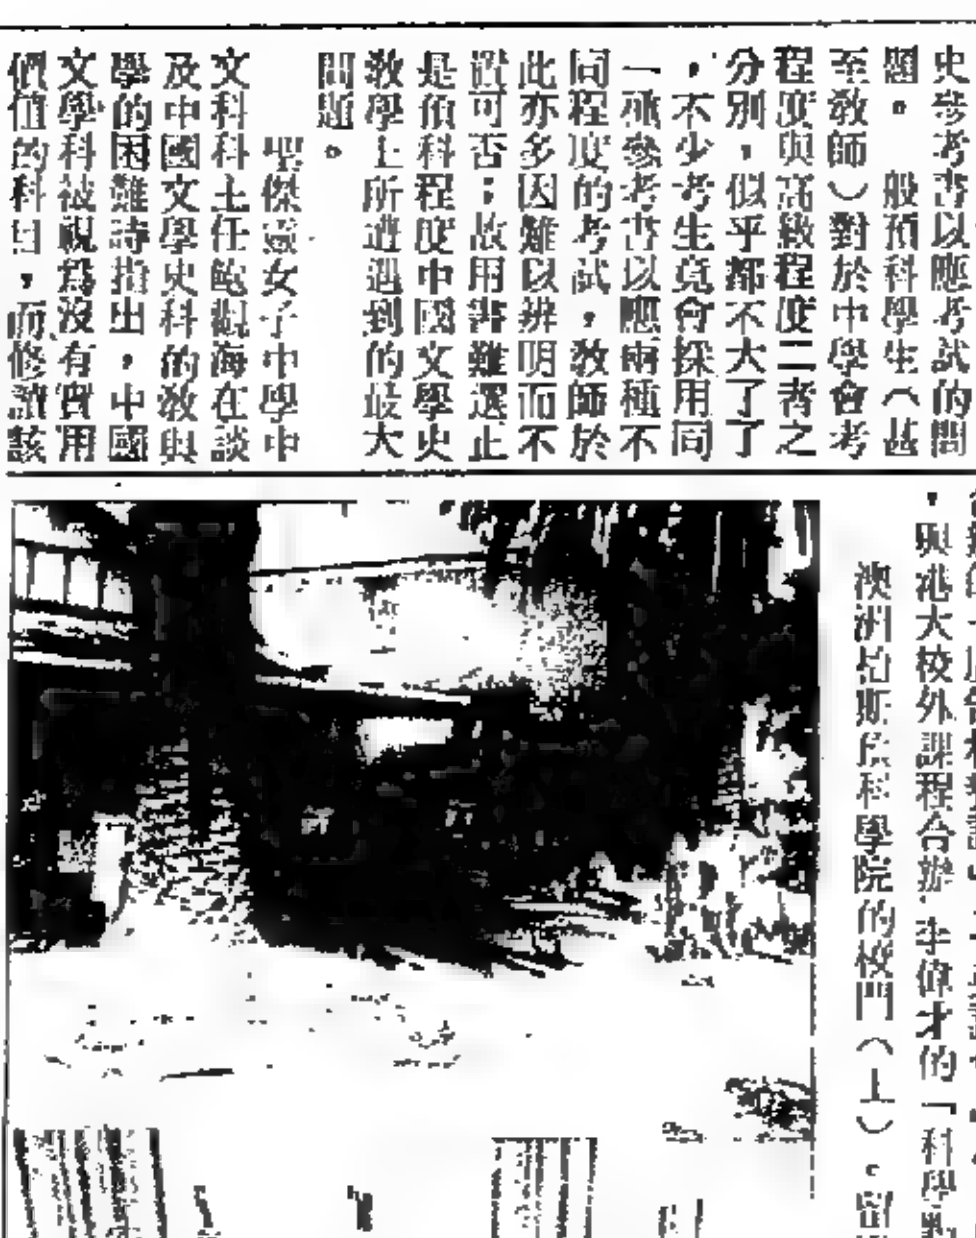 史參考書以應考試的問
題。一般預科學生（甚
至教師）對於中學會考
程度與高級程度二者之
分別，似乎都不大了了
，不少考生竟會採用同
一種參考書以應兩種不
同程度的考試，教師於
此亦多因難以辨明而不
置可否；故用書難選正
是預科程度中國文學史
教學上所遭遇到的最大
問題。
聖傑靈女子中學中
文科科主任鮑觀海在談
及中國文學史科的教與
學的困難時指出，中國
文學科被視為沒有實用
價值的科目，而修讀該
，與港大校外課程合辦李偉才的「科學
澳洲柏斯 科學院的校門（上）。留